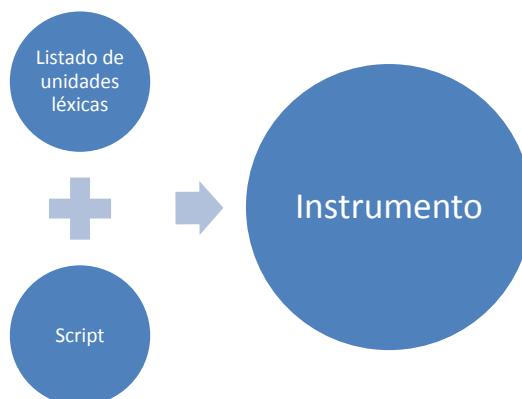 Listado de
unidades
léxicas
Instrumento
Script